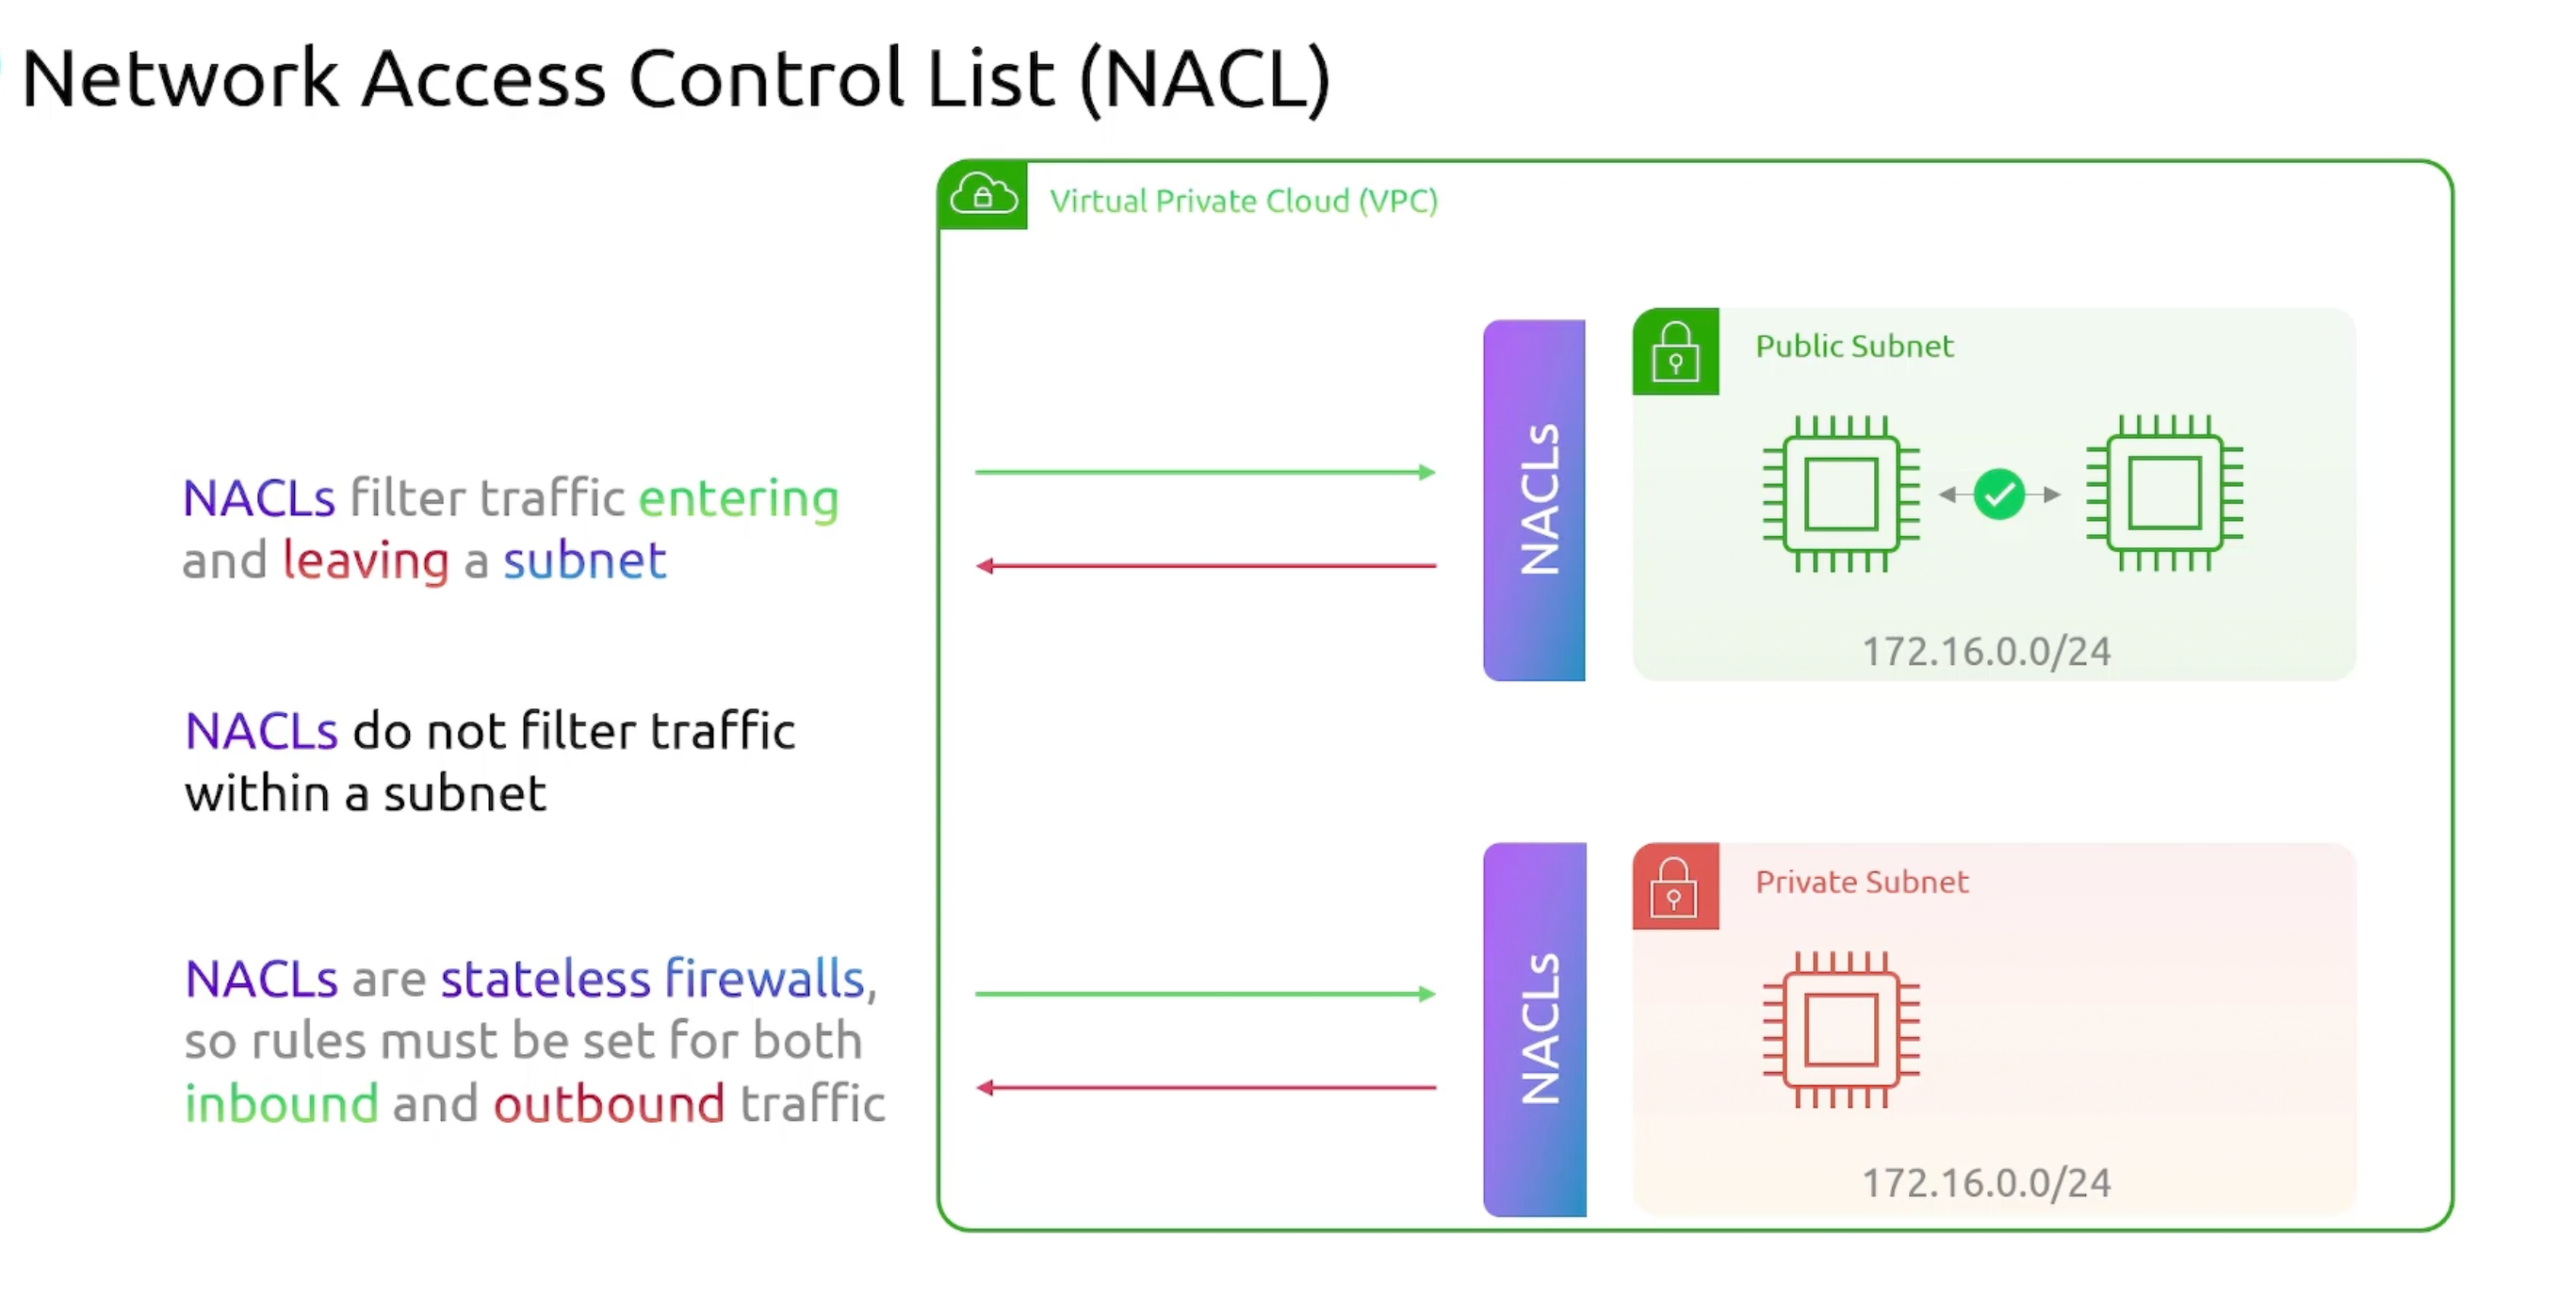 Network Access Control List (NACL)
Virtual Private Cloud (VPC)
NACLs filter traffic entering
and leaving a subnet
NACLs do not filter traffic
within a subnet
NACLs are stateless firewalls,
so rules must be set for both
inbound and outbound traffic
NACLs
Public Subnet
172.16.0.0/24
NACLs
Private Subnet
172.16.0.0/24